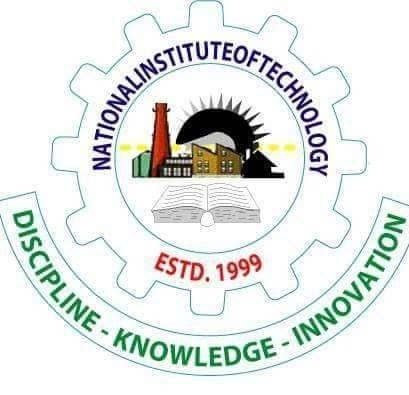 NATIONALINSTITUTEOFTECHNOLOGY
ESTD. 1999
DISCIPLINE - KNOWLEDGE - INNOVATION